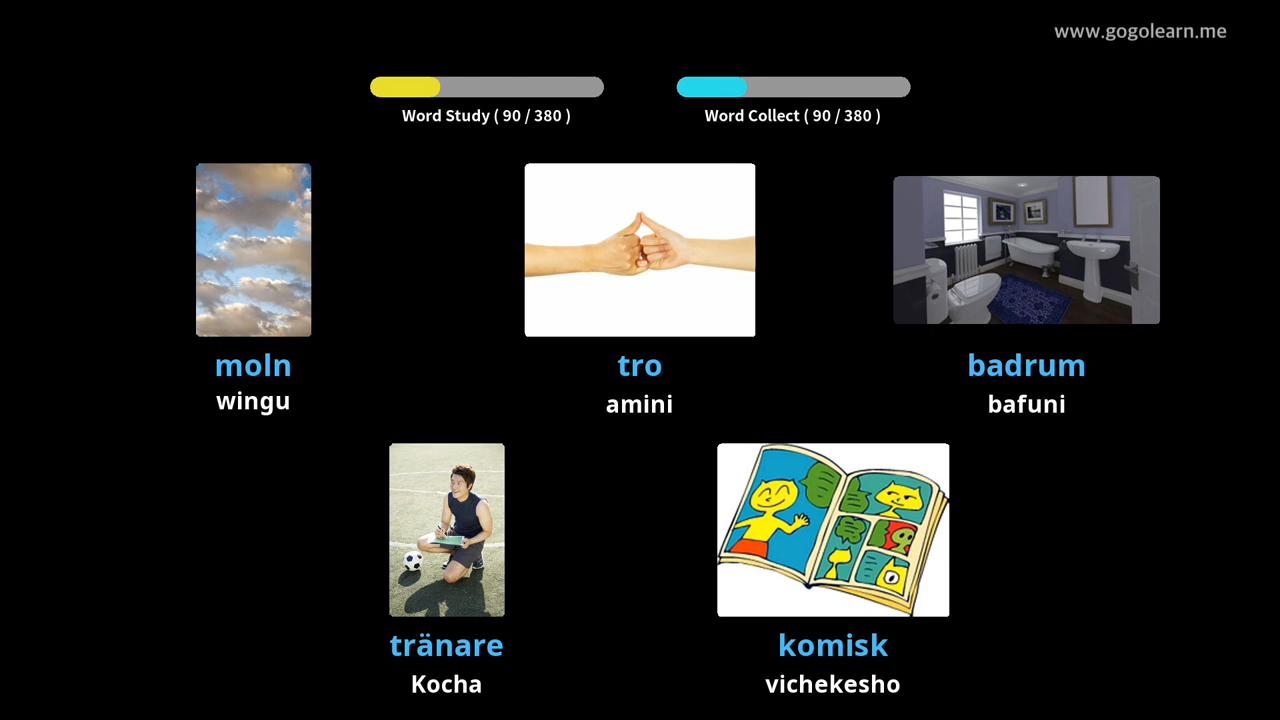 www.gogolearn.me
Word Study ( 90 / 380 )
Word Collect ( 90 / 380 )
moln
wingu
tro
amini
badrum
bafuni
tränare
Kocha
komisk
vichekesho